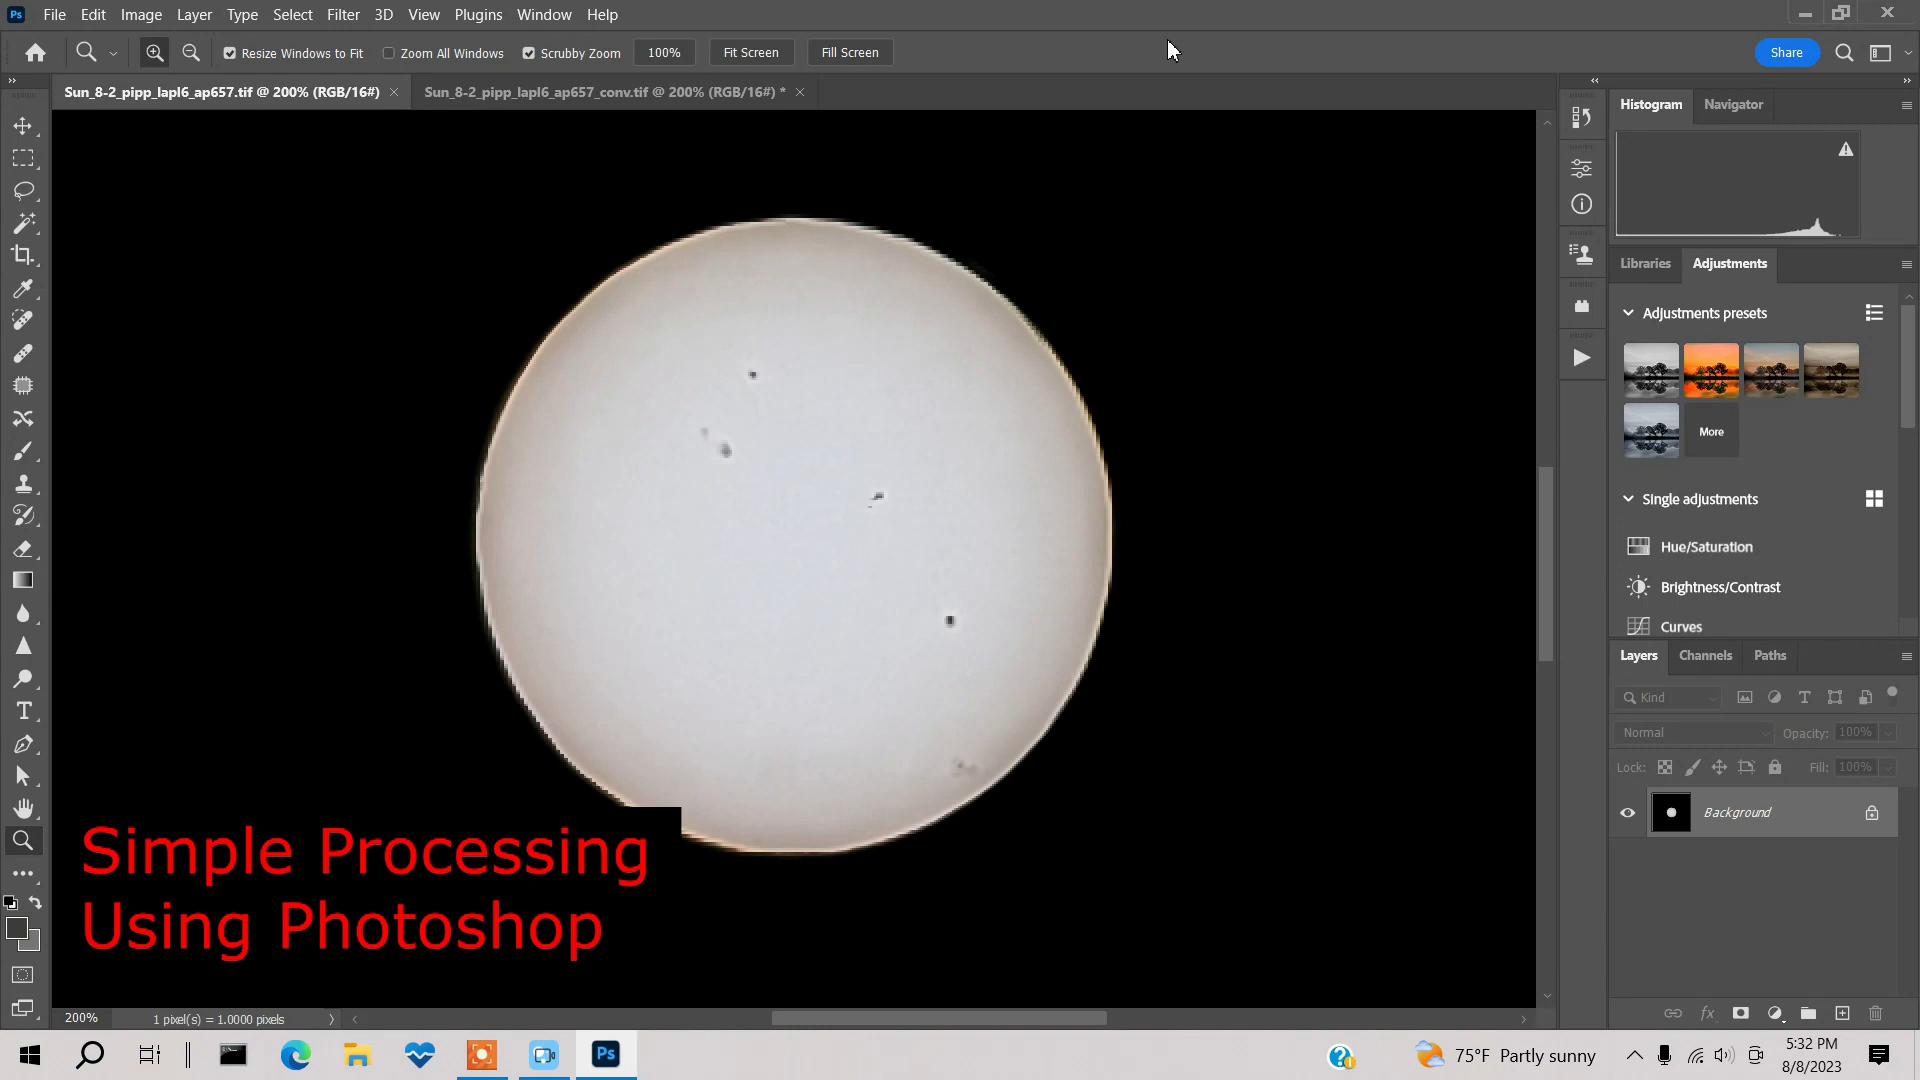 Ps File Edit Image Layer Type Select Filter 3D View Plugins Window Help
Resize Windows to Fit Zoom All Windows Scrubby Zoom 100% Fit Screen Fill Screen Share
Sun_8-2_pipp_lapl6_ap657.tif @ 200% (RGB/16#) × Sun_8-2_pipp_lapl6_ap657_conv.tif @ 200% (RGB/16#) * ×
Histogram Navigator
Libraries Adjustments
Adjustments presets
More
Single adjustments
Hue/Saturation
Brightness/Contrast
Curves
Layers Channels Paths
Kind
Normal Opacity: 100%
Lock: Fill: 100%
Background
Simple Processing
Using Photoshop
200% 1 pixel(s) = 1.0000 pixels
fx
Ps 75°F Partly sunny 5:32 PM
8/8/2023